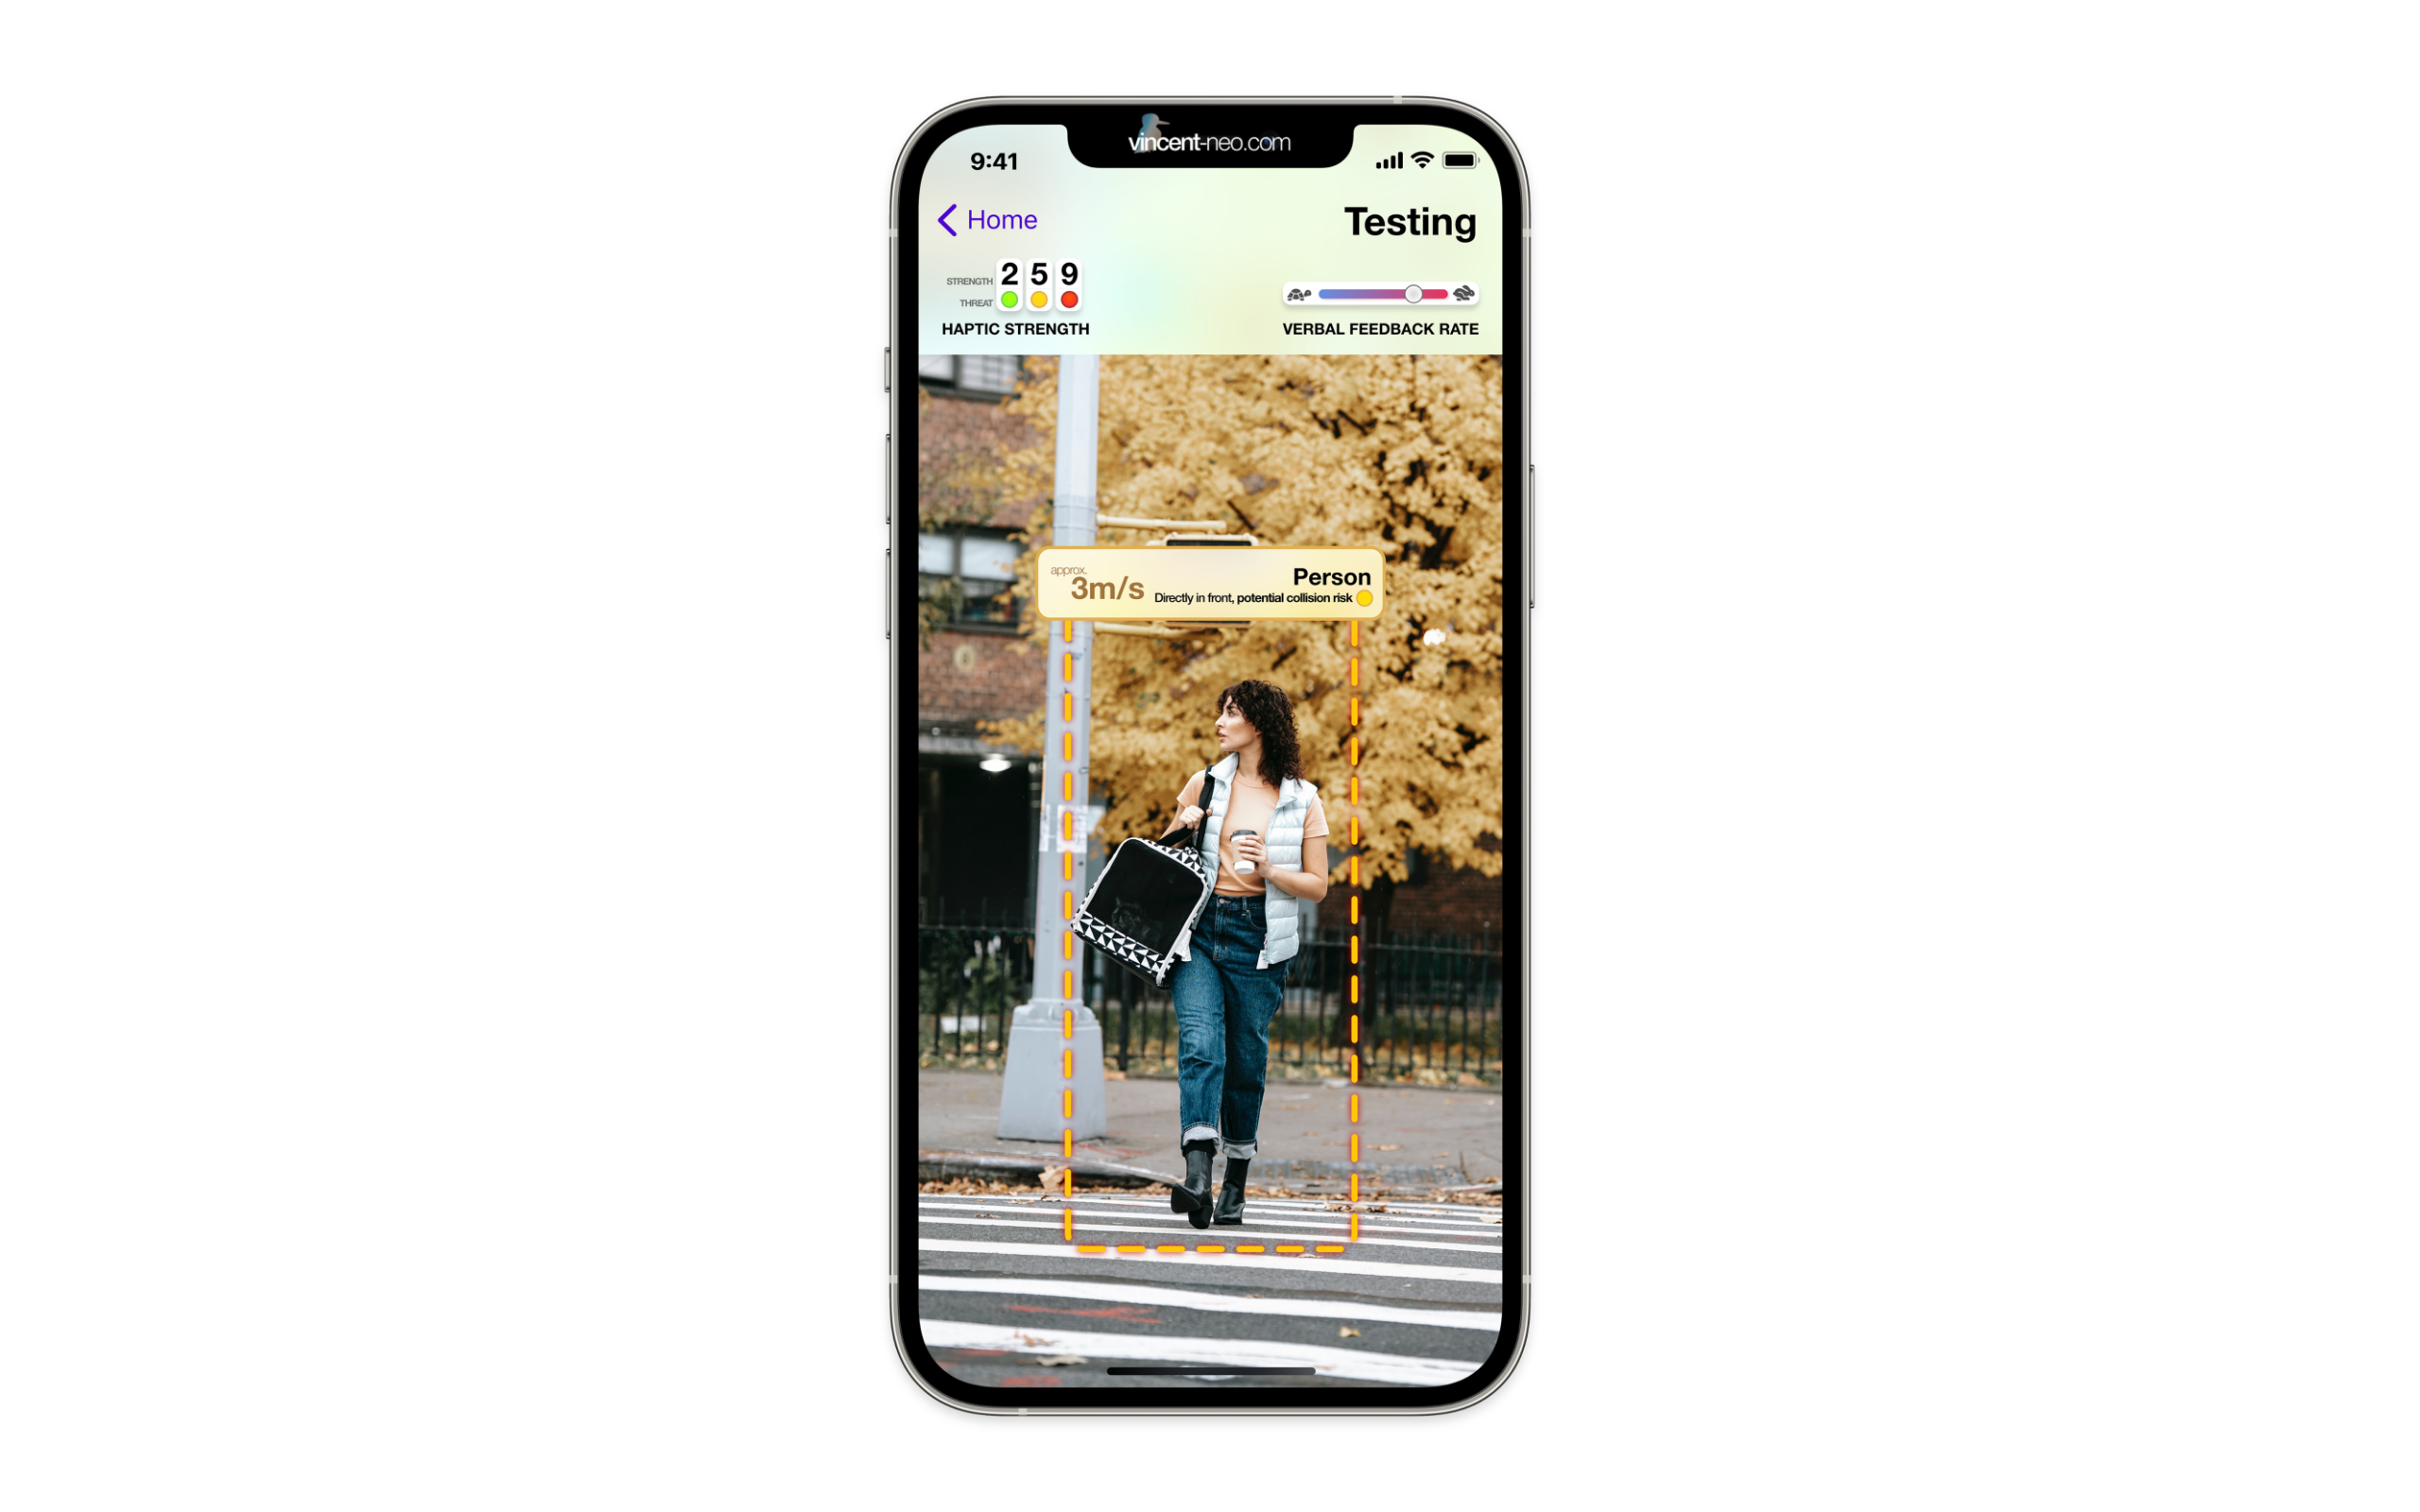 vincent-neo.com
9:41
Home
Testing
STRENGTH 2 5 9
THREAT
HAPTIC STRENGTH
VERBAL FEEDBACK RATE
approx.
3m/s
Person
Directly in front, potential collision risk